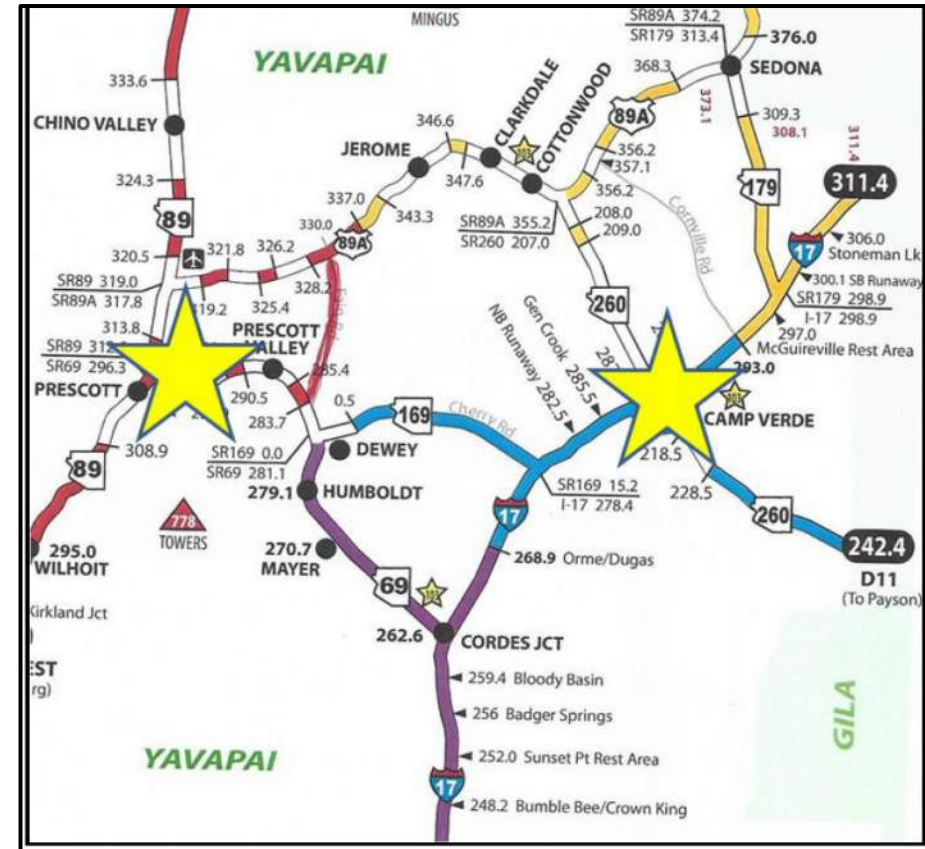 MINGUS
SR89A 374.2
SR179 313.4
376.0
YAVAPAI
333.6
368.3
SEDONA
CHINO VALLEY
346.6
CLARKDALE
COTTONWOOD
103
89A
373.1
309.3
308.1
311.4
JEROME
356.2
357.1
324.3
347.6
356.2
179
311.4
89
337.0
343.3
SR89A 355.2
SR260 207.0
208.0
209.0
Cornville Rd
330.0
89A
17
306.0
Stoneman Lk
320.5
321.8
326.2
300.1 SB Runaway
SR89 319.0
SR89A 317.8
319.2
325.4
328.2
260
SR179 298.9
I-17 298.9
313.8
PRESCOTT
Gen Crook 285.5
NB Runaway 282.5
297.0
McGuireville Rest Area
SR69 296.3
285.4
293.0
PRESCOTT
290.5
103
283.7
0.5
169
Cherry Rd
CAMP VERDE
308.9
SR169 0.0
SR69 281.1
DEWEY
218.5
89
279.1
HUMBOLDT
SR169 15.2
I-17 278.4
228.5
260
778
TOWERS
17
295.0
WILHOIT
270.7
MAYER
268.9 Orme/Dugas
242.4
D11
(To Payson)
69
103
Kirkland Jct
262.6
CORDES JCT
259.4 Bloody Basin
256 Badger Springs
GILA
YAVAPAI
252.0 Sunset Pt Rest Area
17
248.2 Bumble Bee/Crown King